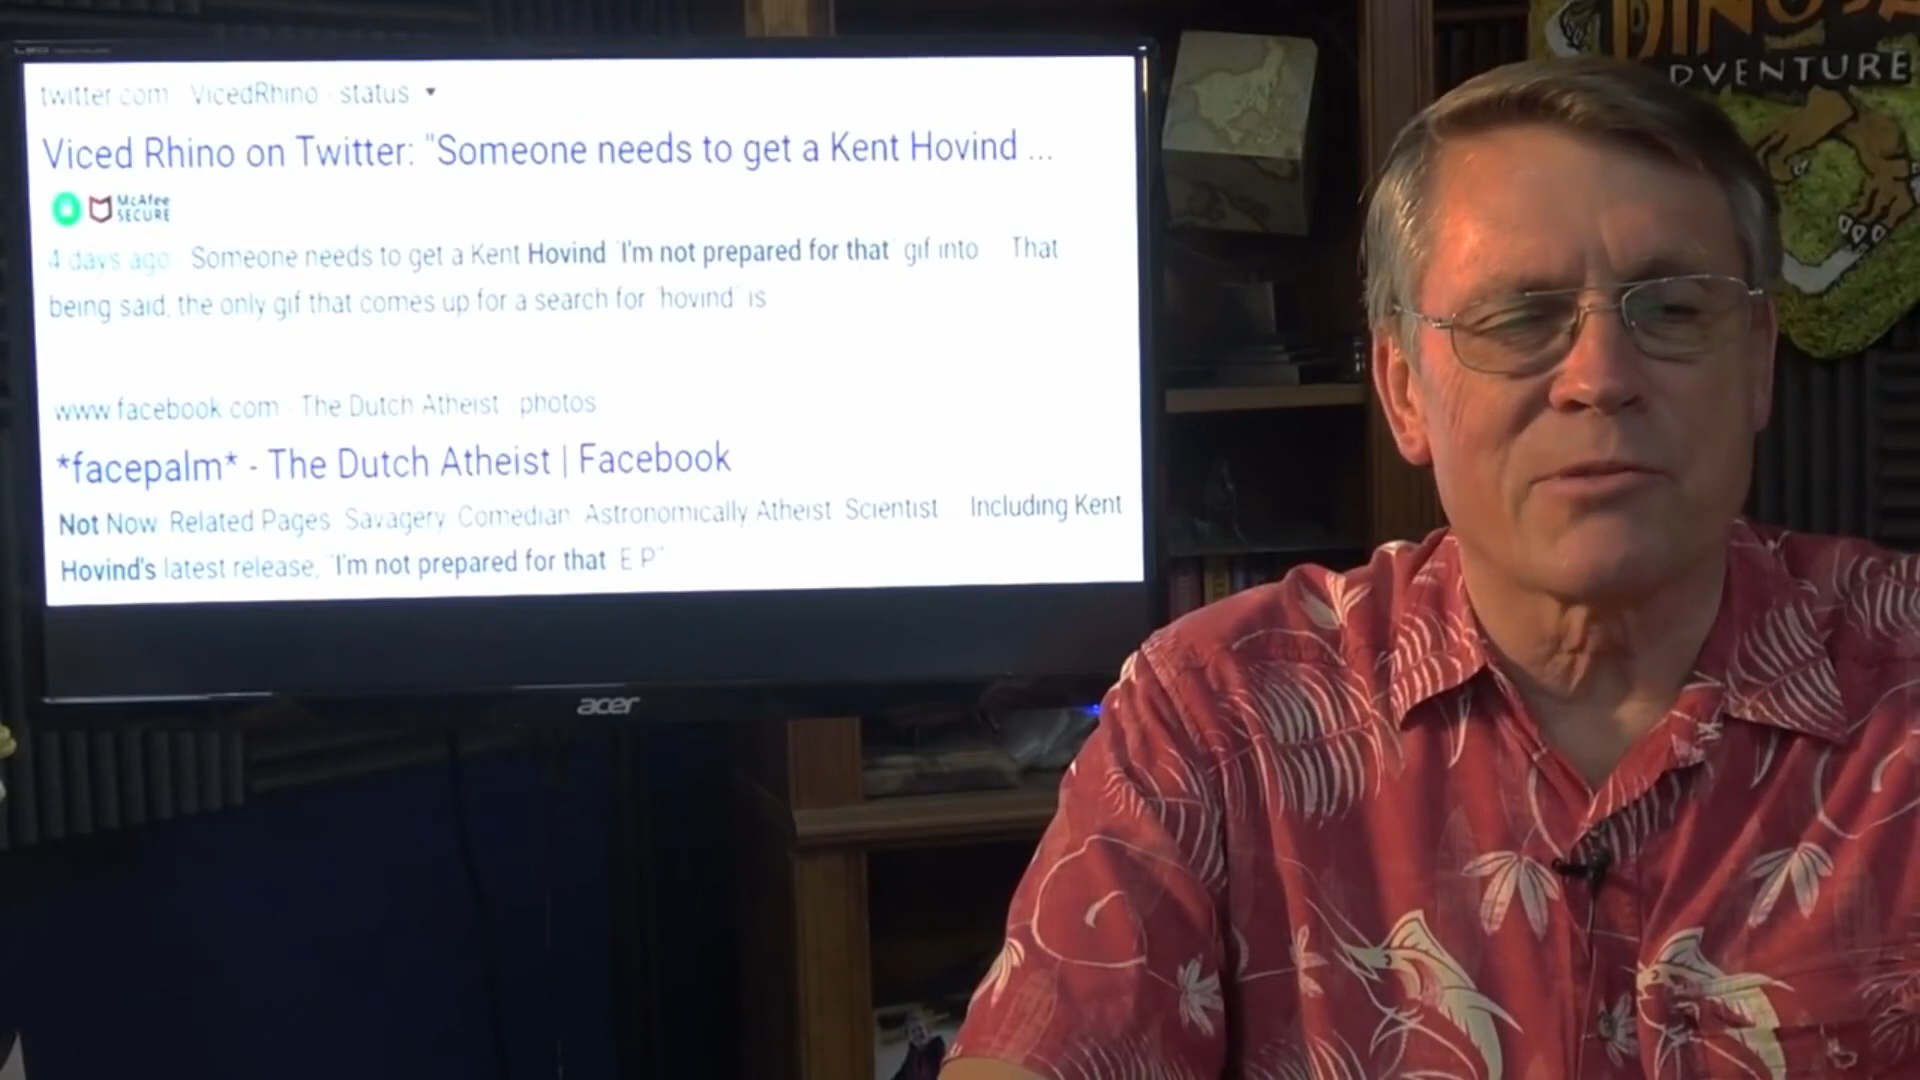 twitter.com VicedRhino · status
Viced Rhino on Twitter: "Someone needs to get a Kent Hovind ...
McAfee
SECURE
4 days ago Someone needs to get a Kent Hovind 'I'm not prepared for that' gif into That
being said, the only gif that comes up for a search for 'hovind' is
www.facebook.com · The Dutch Atheist photos
*facepalm* - The Dutch Atheist | Facebook
Not Now Related Pages Savagery Comedian Astronomically Atheist Scientist Including Kent
Hovind's latest release, "I'm not prepared for that E P"
acer
DVENTURE